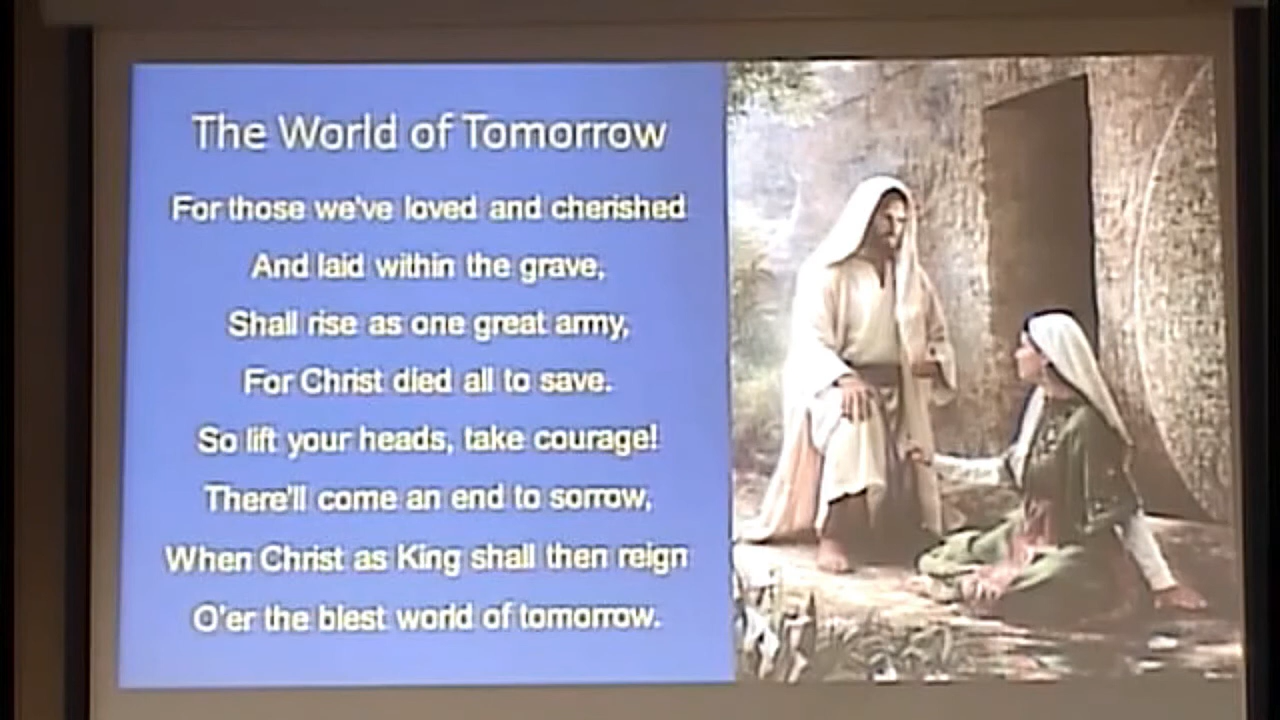 The World of Tomorrow
For those we've loved and cherished
And laid within the grave,
Shall rise as one great army,
For Christ died all to save.
So lift your heads, take courage!
There'll come an end to sorrow,
When Christ as King shall then reign
O'er the blest world of tomorrow.